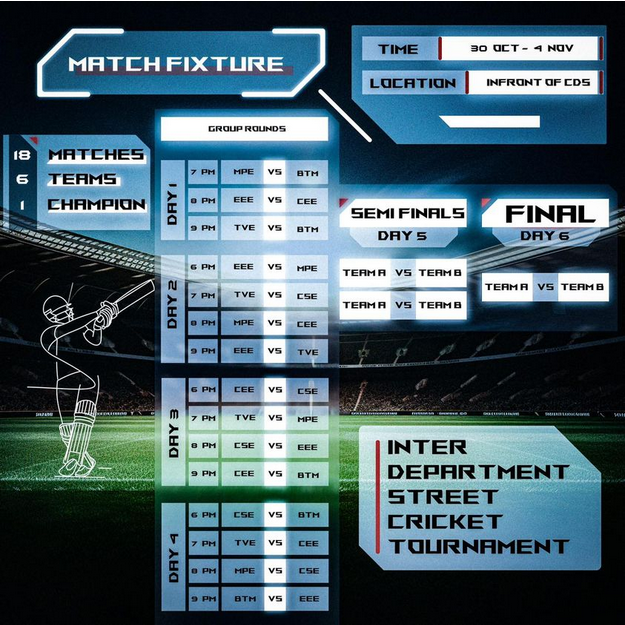 MATCH FIXTURE
TIME 30 OCT - 4 NOV
LOCATION INFRONT OF CDS
18 MATCHES
6 TEAMS
1 CHAMPION
GROUP ROUNDS
DAY 1
7 PM MPE VS BTM
8 PM EEE VS CEE
9 PM TVE VS BTM
DAY 2
6 PM EEE VS MPE
7 PM TVE VS CSE
8 PM MPE VS CEE
9 PM EEE VS TVE
DAY 3
6 PM CEE VS CSE
7 PM TVE VS MPE
8 PM CSE VS EEE
9 PM CEE VS BTM
DAY 4
6 PM CSE VS BTM
7 PM TVE VS CEE
8 PM MPE VS CSE
9 PM BTM VS EEE
SEMI FINALS
DAY 5
TEAM A VS TEAM B
TEAM A VS TEAM B
FINAL
DAY 6
TEAM A VS TEAM B
INTER
DEPARTMENT
STREET
CRICKET
TOURNAMENT